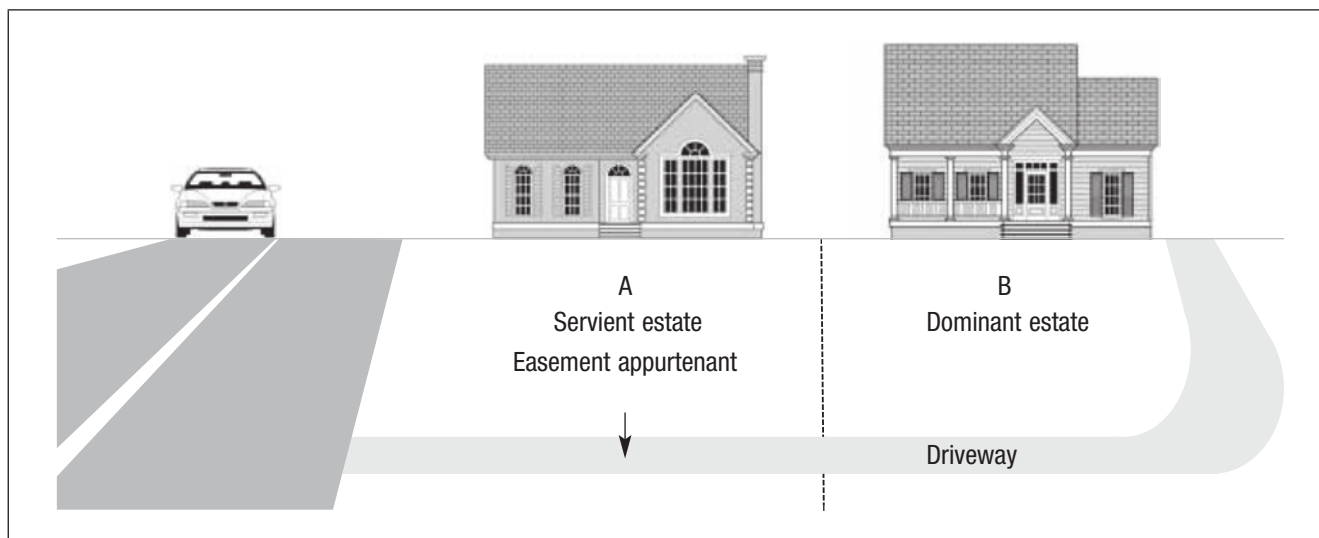 A
Servient estate
Easement appurtenant
B
Dominant estate
Driveway